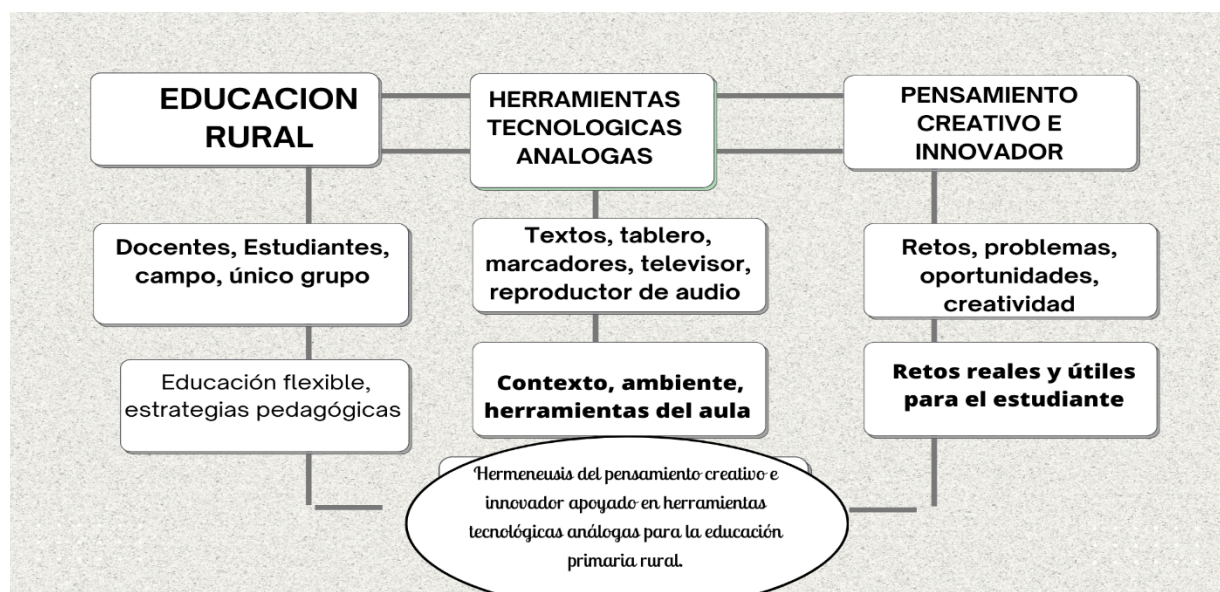 EDUCACION
RURAL
HERRAMIENTAS
TECNOLOGICAS
ANALOGAS
PENSAMIENTO
CREATIVO E
INNOVADOR
Docentes, Estudiantes,
campo, único grupo
Textos, tablero,
marcadores, televisor,
reproductor de audio
Retos, problemas,
oportunidades,
creatividad
Educación flexible,
estrategias pedagógicas
Contexto, ambiente,
herramientas del aula
Retos reales y útiles
para el estudiante
Hermeneusis del pensamiento creativo e
innovador apoyado en herramientas
tecnológicas análogas para la educación
primaria rural.